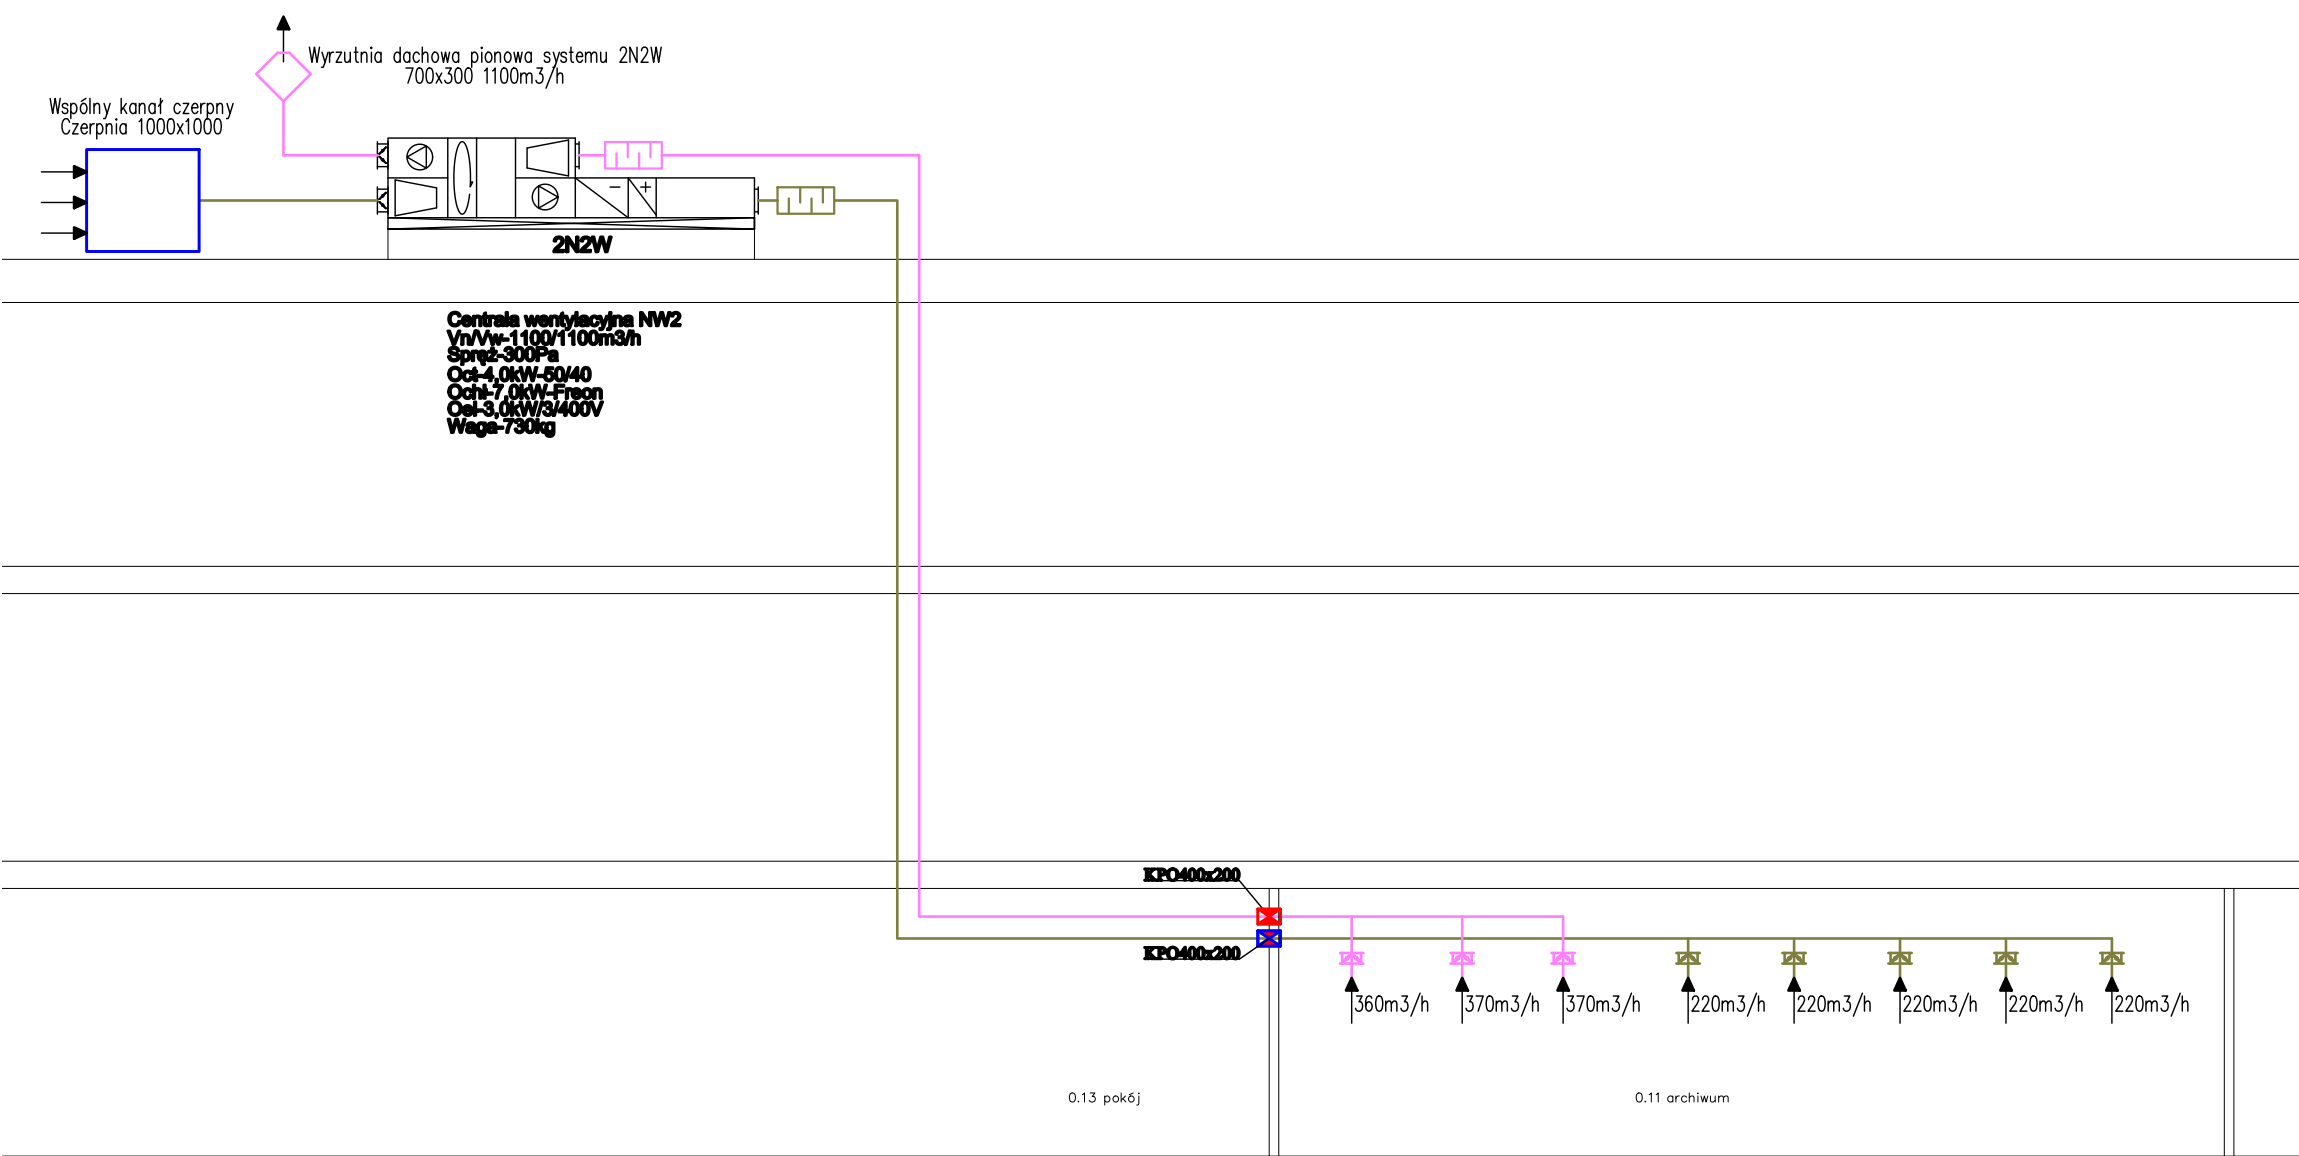 Wyrzutnia dachowa pionowa systemu 2N2W
700x300 1100m3/h
Wspólny kanał czerpny
Czerpnia 1000x1000
2N2W
Centrala wentylacyjna NW2
Vn/Vw-1100/1100m3/h
Spręż-300Pa
Oct-4,0kW-50/40
Ochł-7,0kW-Freon
Oel-3,0kW/3/400V
Waga-730kg
KPO400x200
KPO400x200
360m3/h 370m3/h 370m3/h 220m3/h 220m3/h 220m3/h 220m3/h 220m3/h
0.13 pokój 0.11 archiwum